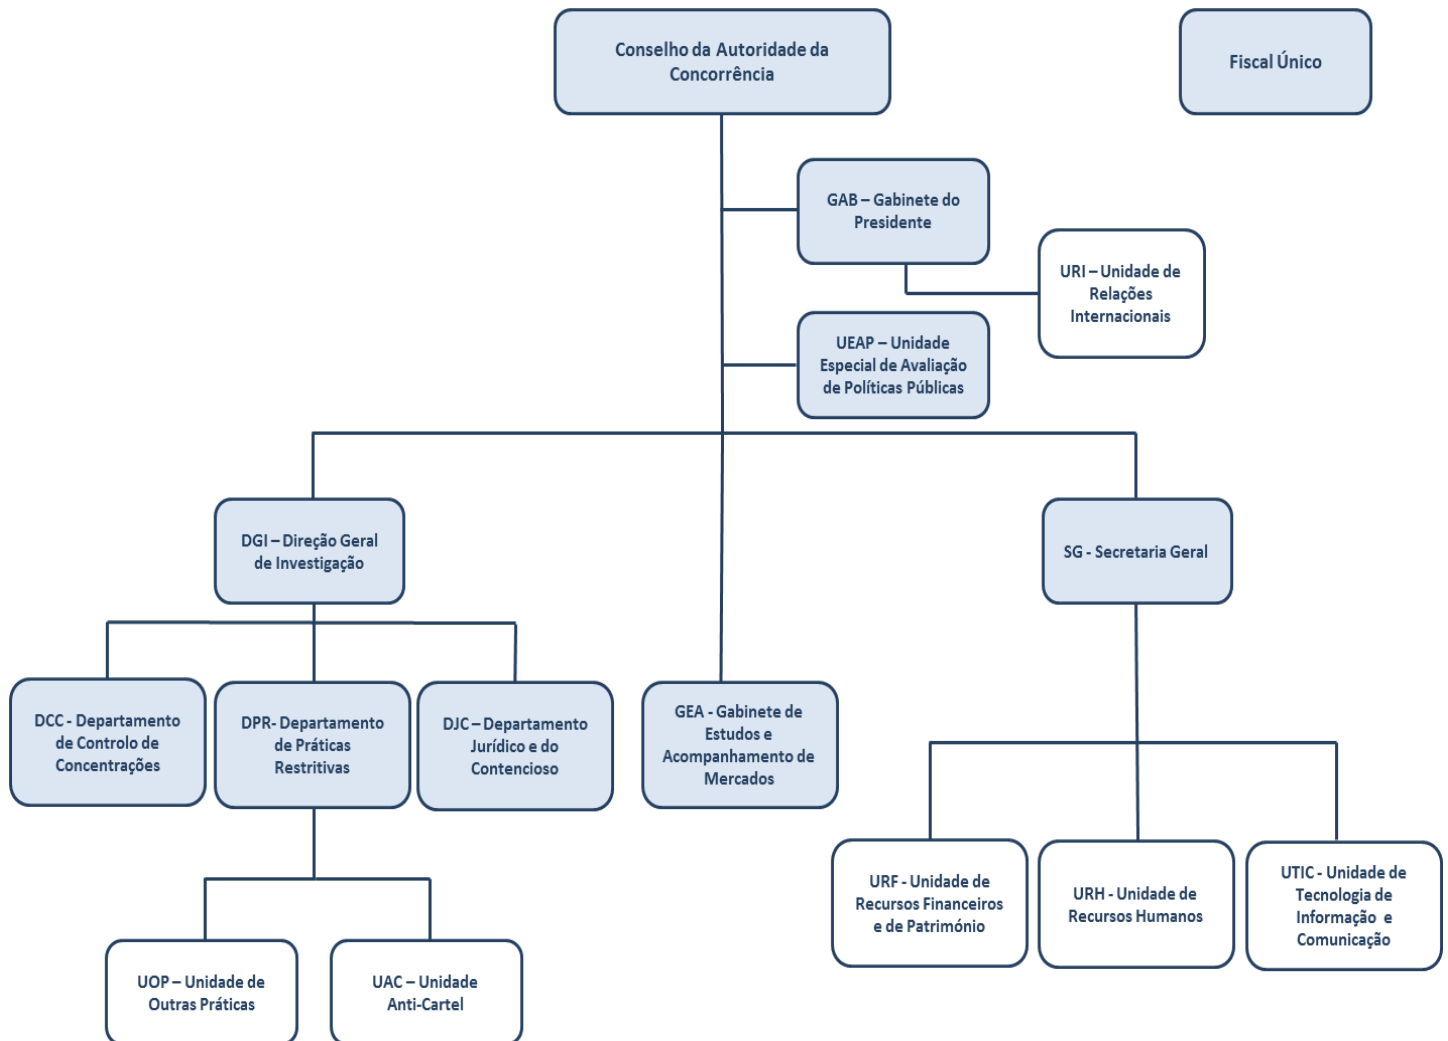 Conselho da Autoridade da
Concorrência
Fiscal Único
GAB – Gabinete do
Presidente
URI – Unidade de
Relações
Internacionais
UEAP – Unidade
Especial de Avaliação
de Políticas Públicas
DGI – Direção Geral
de Investigação
SG - Secretaria Geral
DCC - Departamento
de Controlo de
Concentrações
DPR- Departamento
de Práticas
Restritivas
DJC – Departamento
Jurídico e do
Contencioso
GEA - Gabinete de
Estudos e
Acompanhamento de
Mercados
URF - Unidade de
Recursos Financeiros
e de Património
URH - Unidade de
Recursos Humanos
UTIC - Unidade de
Tecnologia de
Informação e
Comunicação
UOP – Unidade de
Outras Práticas
UAC – Unidade
Anti-Cartel